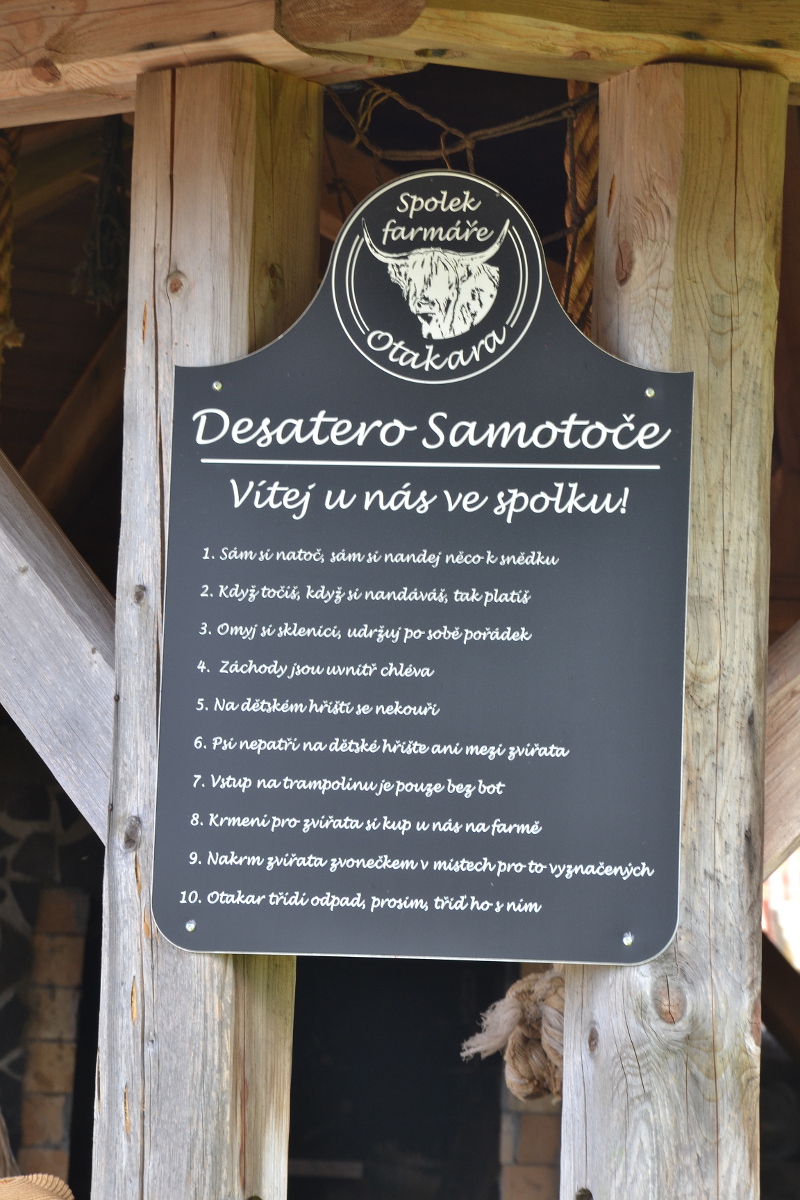 Spolek
farmáře
Otakara
Desatero Samotoče
Vítej u nás ve spolku!
1. Sám si natoč, sám si nandej něco k snědku
2. Když točíš, když si nandáváš, tak platíš
3. Omyj si sklenici, udržuj po sobě pořádek
4. Záchody jsou uvnitř chléva
5. Na dětském hřišti se nekouří
6. Psi nepatří na dětské hřište ani mezi zvířata
7. Vstup na trampolínu je pouze bez bot
8. Krmení pro zvířata si kup u nás na farmě
9. Nakrm zvířata zvonečkem v místech pro to vyznačených
10. Otakar třídí odpad, prosím, třiď ho s ním